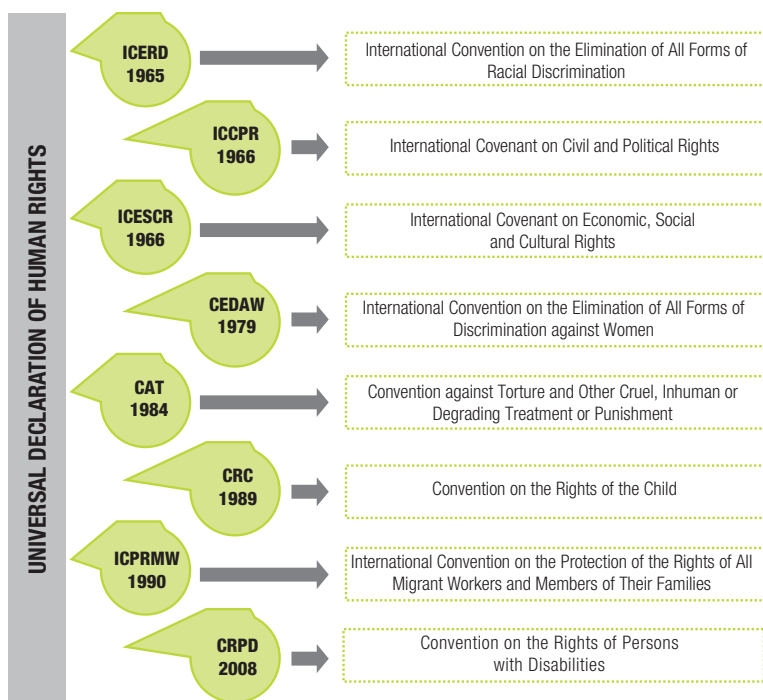 UNIVERSAL DECLARATION OF HUMAN RIGHTS
ICERD
1965
International Convention on the Elimination of All Forms of
Racial Discrimination
ICCPR
1966
International Covenant on Civil and Political Rights
ICESCR
1966
International Covenant on Economic, Social
and Cultural Rights
CEDAW
1979
International Convention on the Elimination of All Forms of
Discrimination against Women
CAT
1984
Convention against Torture and Other Cruel, Inhuman or
Degrading Treatment or Punishment
CRC
1989
Convention on the Rights of the Child
ICPRMW
1990
International Convention on the Protection of the Rights of All
Migrant Workers and Members of Their Families
CRPD
2008
Convention on the Rights of Persons
with Disabilities